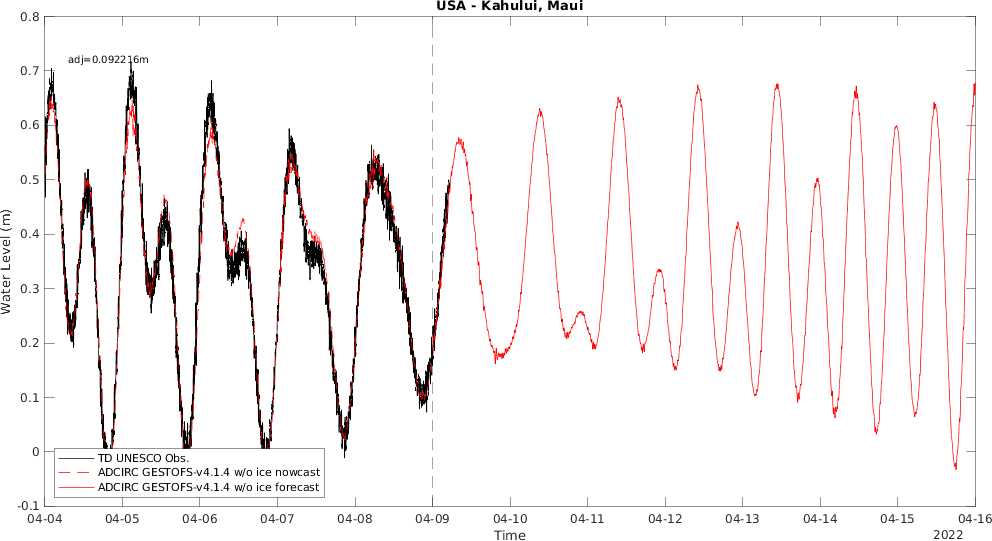 USA - Kahului, Maui
adj=0.092216m
0.8
0.7
0.6
0.5
0.4
0.3
0.2
0.1
0
-0.1
Water Level (m)
TD UNESCO Obs.
ADCIRC GESTOFS-v4.1.4 w/o ice nowcast
ADCIRC GESTOFS-v4.1.4 w/o ice forecast
04-04 04-05 04-06 04-07 04-08 04-09 04-10 04-11 04-12 04-13 04-14 04-15 04-16
Time
2022